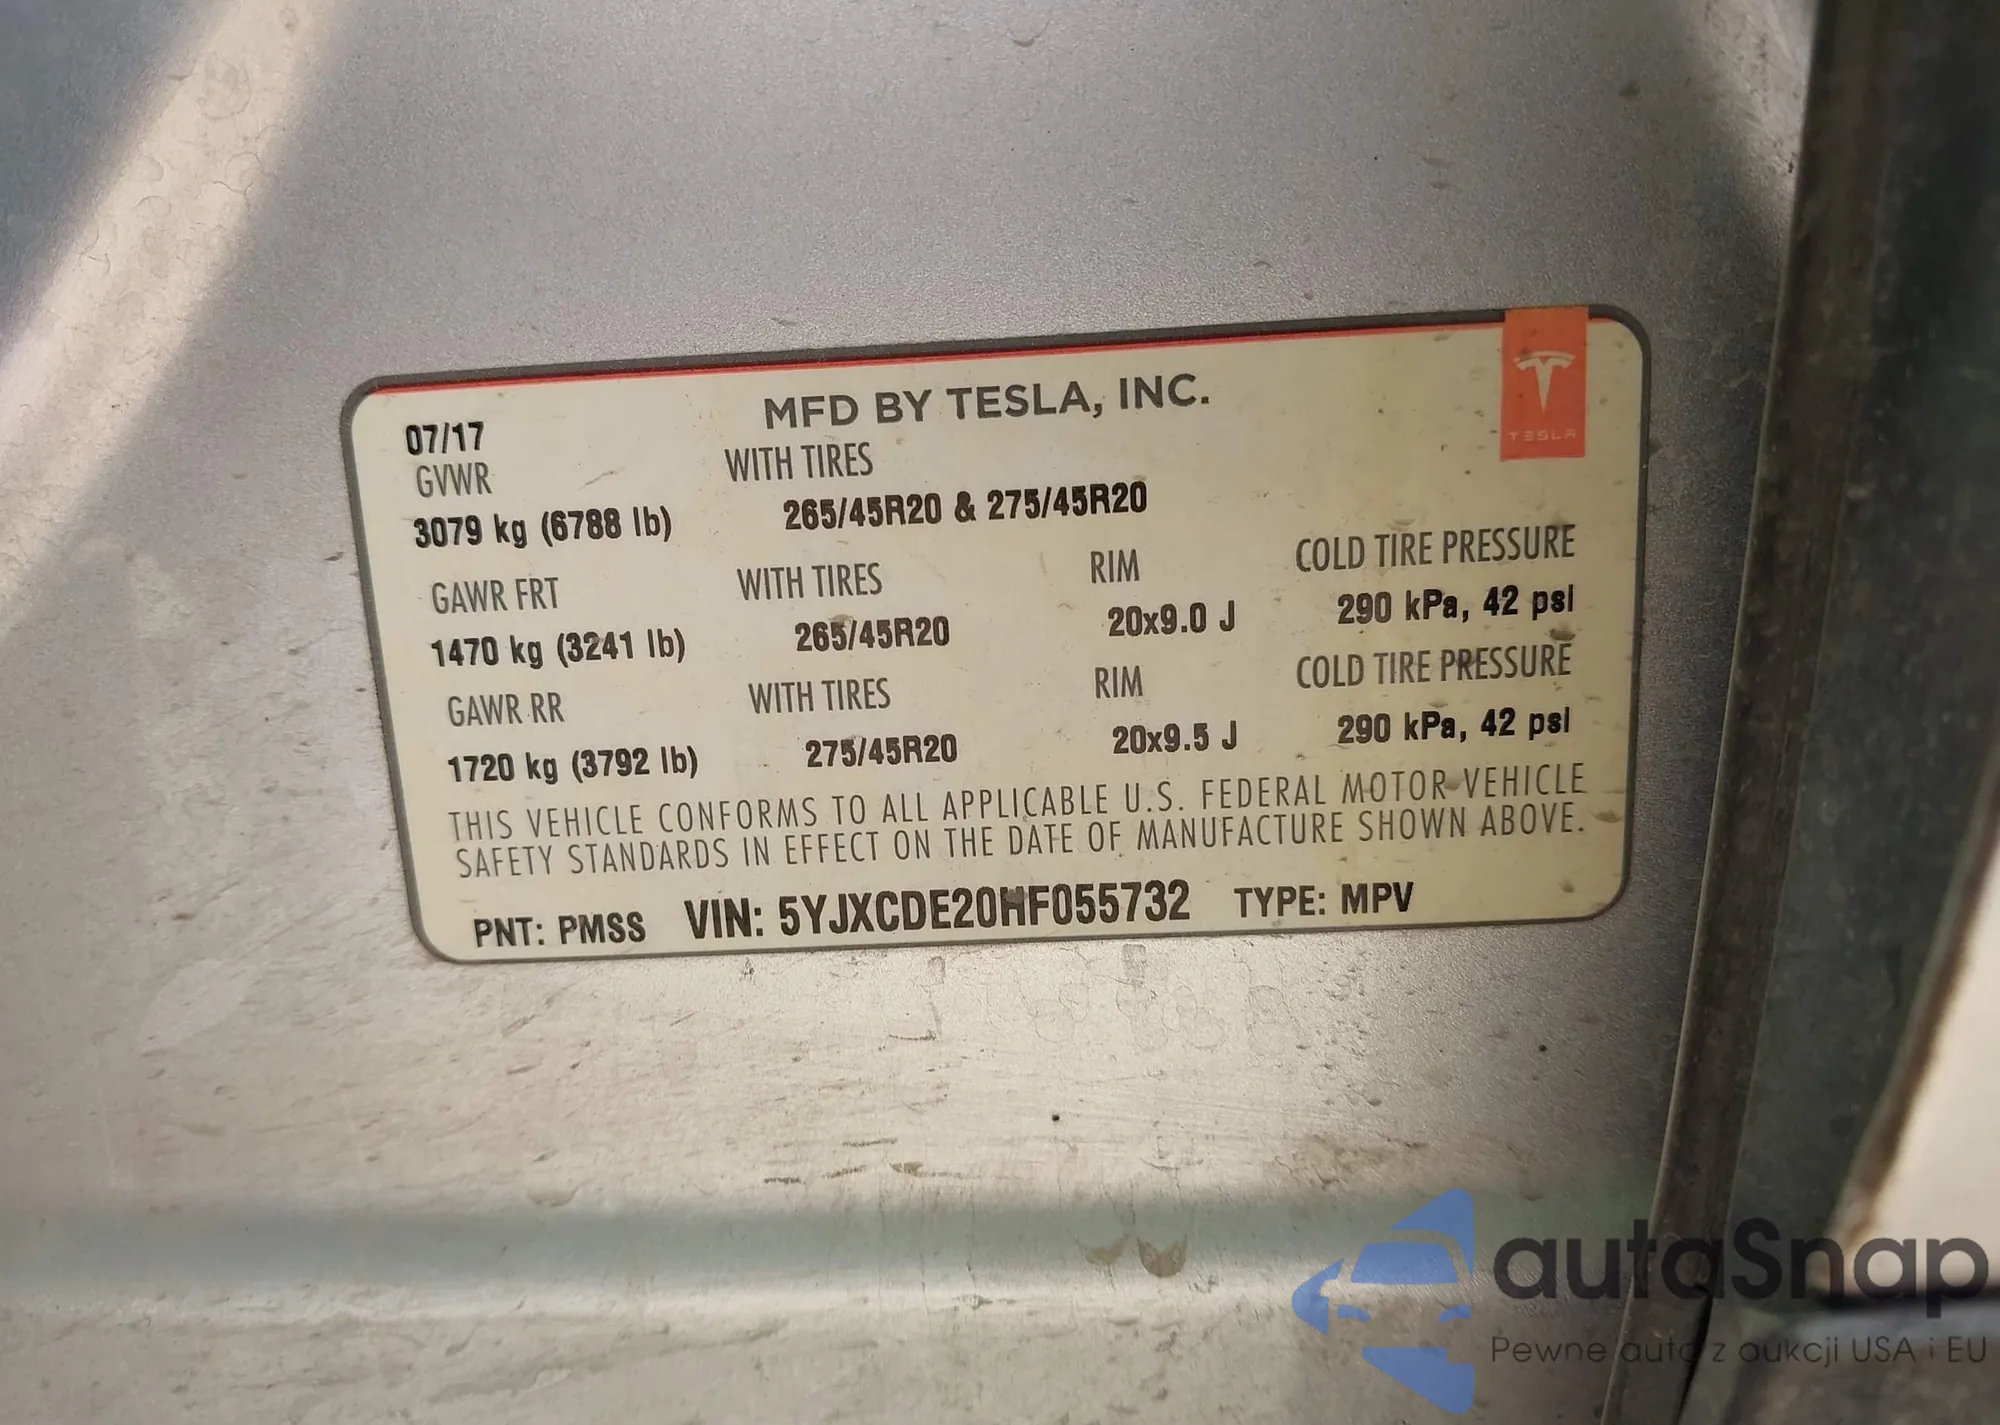 MFD BY TESLA, INC.
TESLA
07/17
GVWR WITH TIRES
3079 kg (6788 lb) 265/45R20 & 275/45R20
GAWR FRT WITH TIRES RIM COLD TIRE PRESSURE
1470 kg (3241 lb) 265/45R20 20x9.0 J 290 kPa, 42 psi
GAWR RR WITH TIRES RIM COLD TIRE PRESSURE
1720 kg (3792 lb) 275/45R20 20x9.5 J 290 kPa, 42 psi
THIS VEHICLE CONFORMS TO ALL APPLICABLE U.S. FEDERAL MOTOR VEHICLE
SAFETY STANDARDS IN EFFECT ON THE DATE OF MANUFACTURE SHOWN ABOVE.
PNT: PMSS VIN: 5YJXCDE20HF055732 TYPE: MPV
autaSnap
Pewne auta z aukcji USA i EU